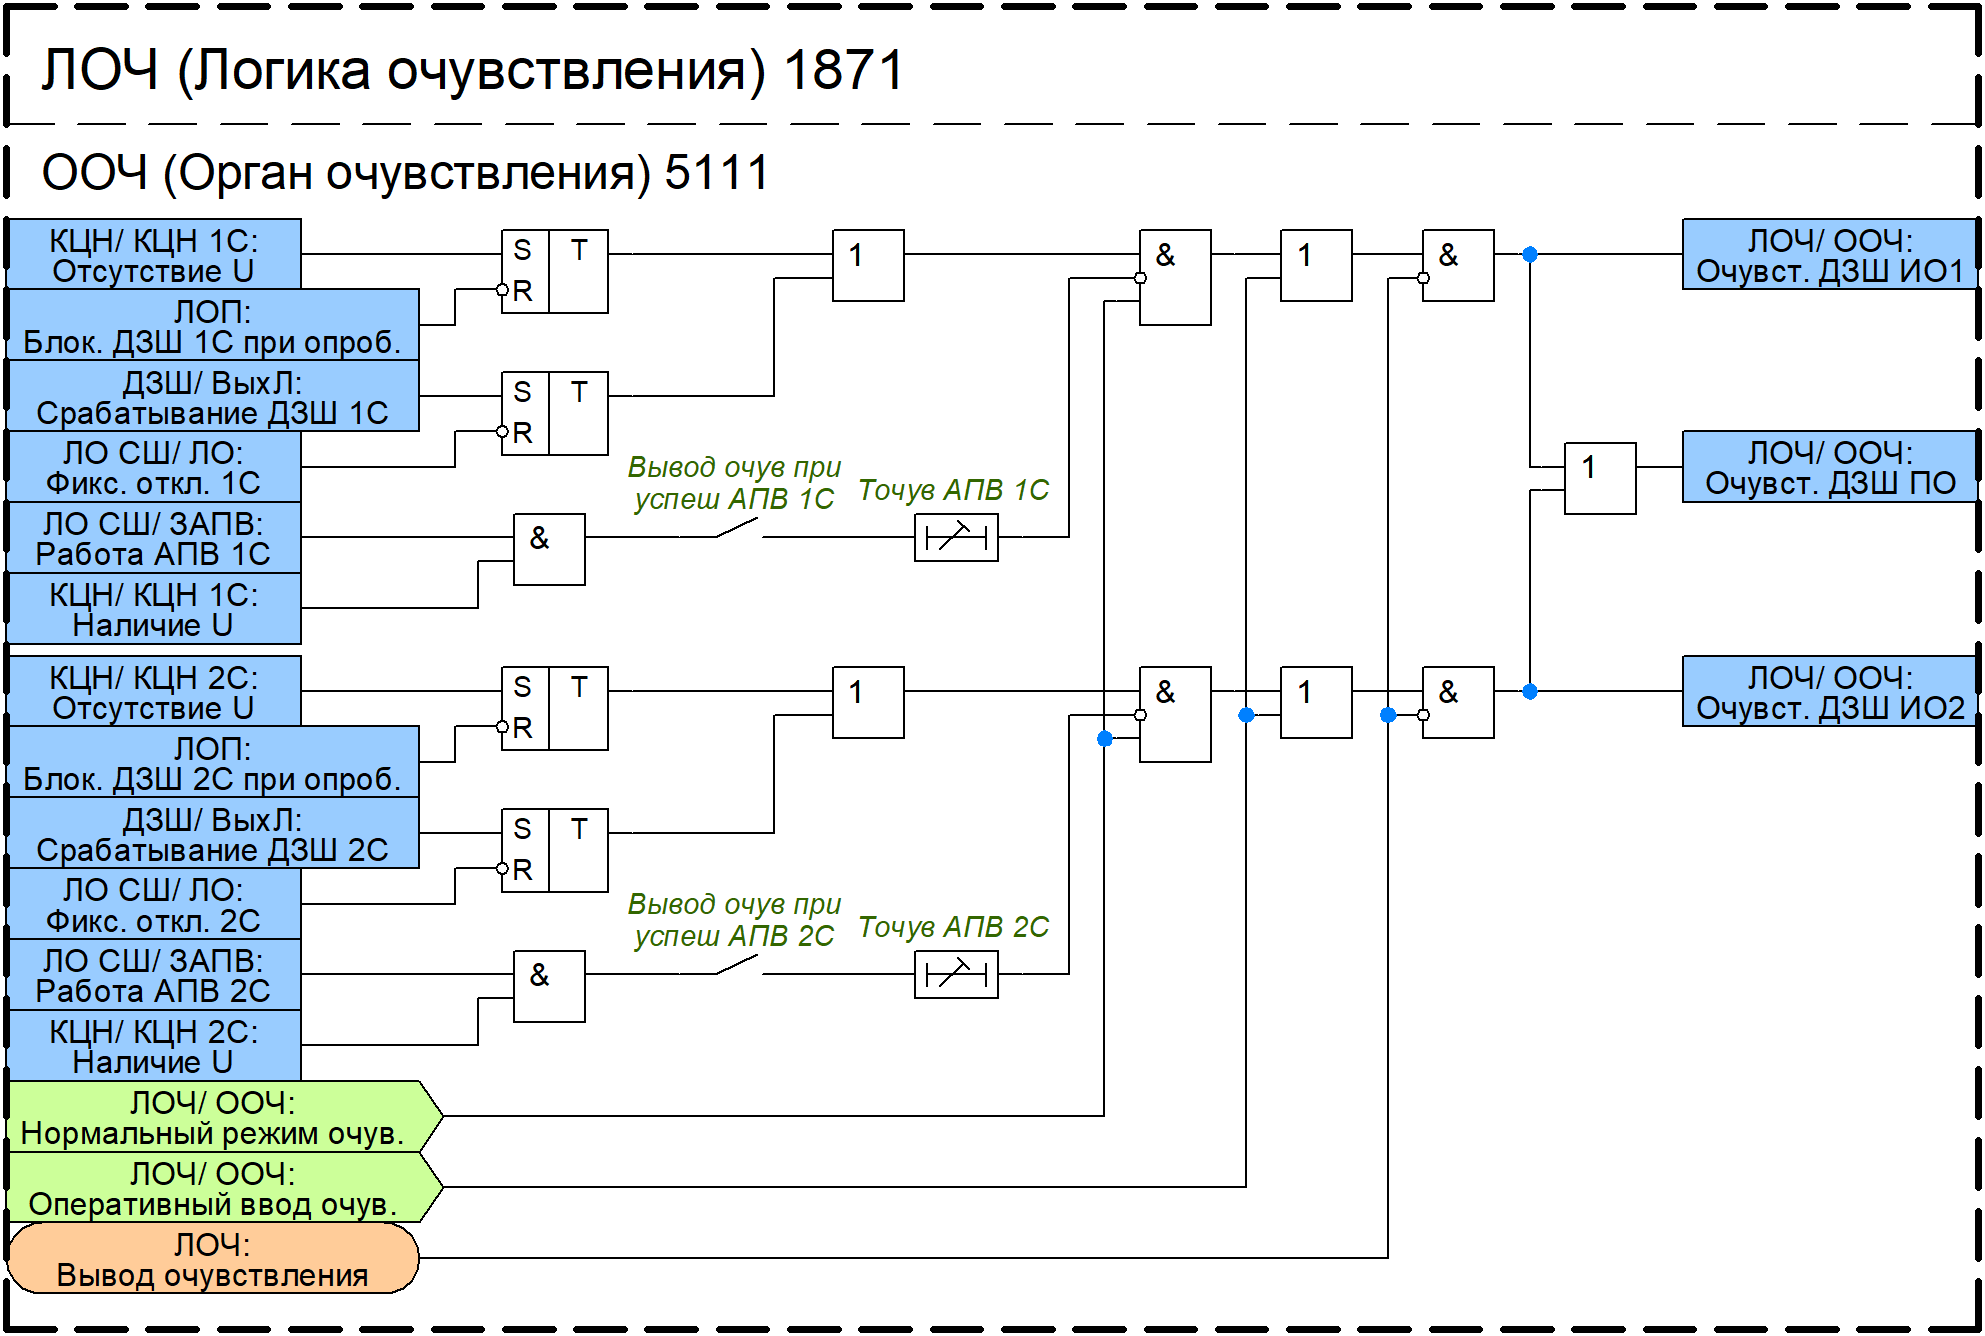 ЛОЧ (Логика очувствления) 1871
ООЧ (Орган очувствления) 5111
КЦН/ КЦН 1С:
Отсутствие U
ЛОП:
Блок. ДЗШ 1С при опроб.
ДЗШ/ ВыхЛ:
Срабатывание ДЗШ 1С
ЛО СШ/ ЛО:
Фикс. откл. 1С
ЛО СШ/ ЗАПВ:
Работа АПВ 1С
КЦН/ КЦН 1С:
Наличие U
S T
R
S T
R
&
Вывод очув при
успеш АПВ 1С
Точув АПВ 1С
1
&
1
&
ЛОЧ/ ООЧ:
Очувст. ДЗШ ИО1
1
ЛОЧ/ ООЧ:
Очувст. ДЗШ ПО
КЦН/ КЦН 2С:
Отсутствие U
ЛОП:
Блок. ДЗШ 2С при опроб.
ДЗШ/ ВыхЛ:
Срабатывание ДЗШ 2С
ЛО СШ/ ЛО:
Фикс. откл. 2С
ЛО СШ/ ЗАПВ:
Работа АПВ 2С
КЦН/ КЦН 2С:
Наличие U
S T
R
S T
R
&
Вывод очув при
успеш АПВ 2С
Точув АПВ 2С
1
&
1
&
ЛОЧ/ ООЧ:
Очувст. ДЗШ ИО2
ЛОЧ/ ООЧ:
Нормальный режим очув.
ЛОЧ/ ООЧ:
Оперативный ввод очув.
ЛОЧ:
Вывод очувствления